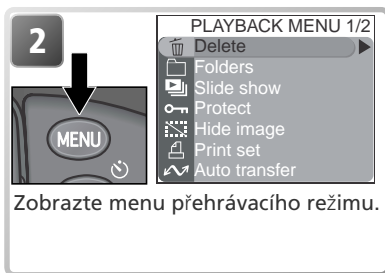 2
PLAYBACK MENU 1/2
Delete
Folders
Slide show
Protect
Hide image
Print set
Auto transfer
MENU
Zobrazte menu přehrávacího režimu.